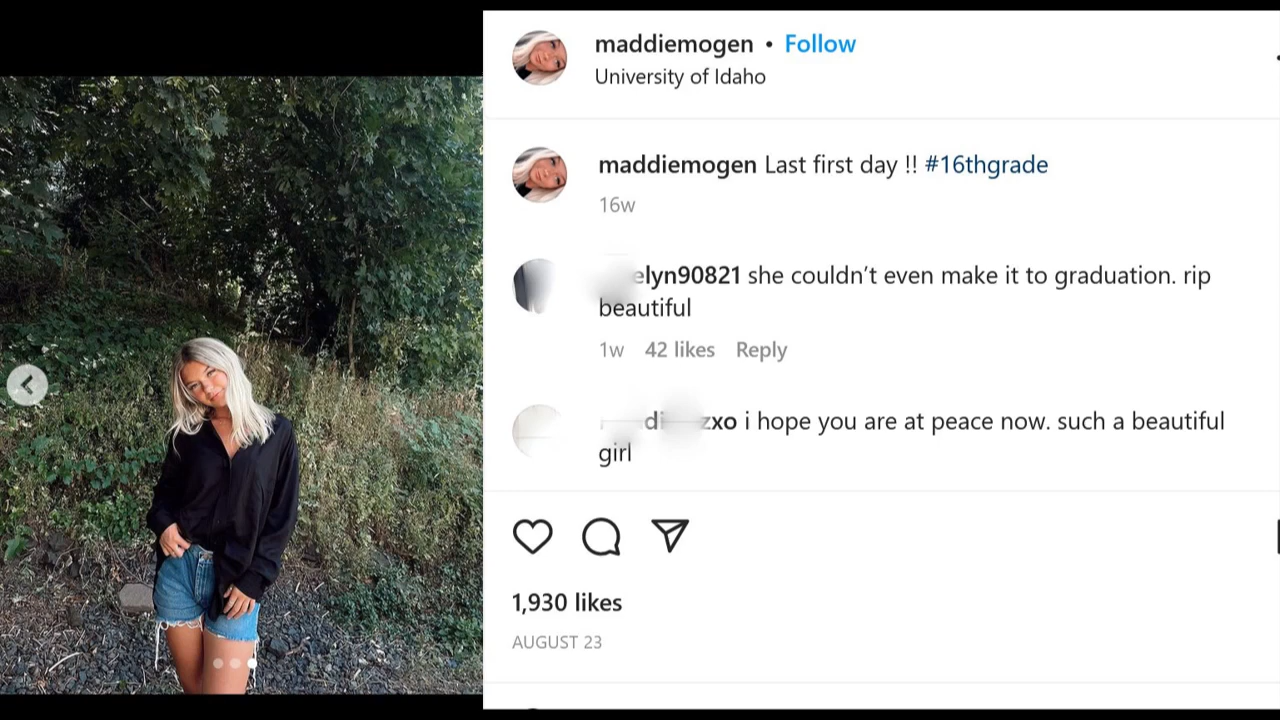 maddiemogen • Follow
University of Idaho
maddiemogen Last first day !! #16thgrade
16w
elyn90821 she couldn't even make it to graduation. rip
beautiful
1w 42 likes Reply
zxo i hope you are at peace now. such a beautiful
girl
1,930 likes
AUGUST 23